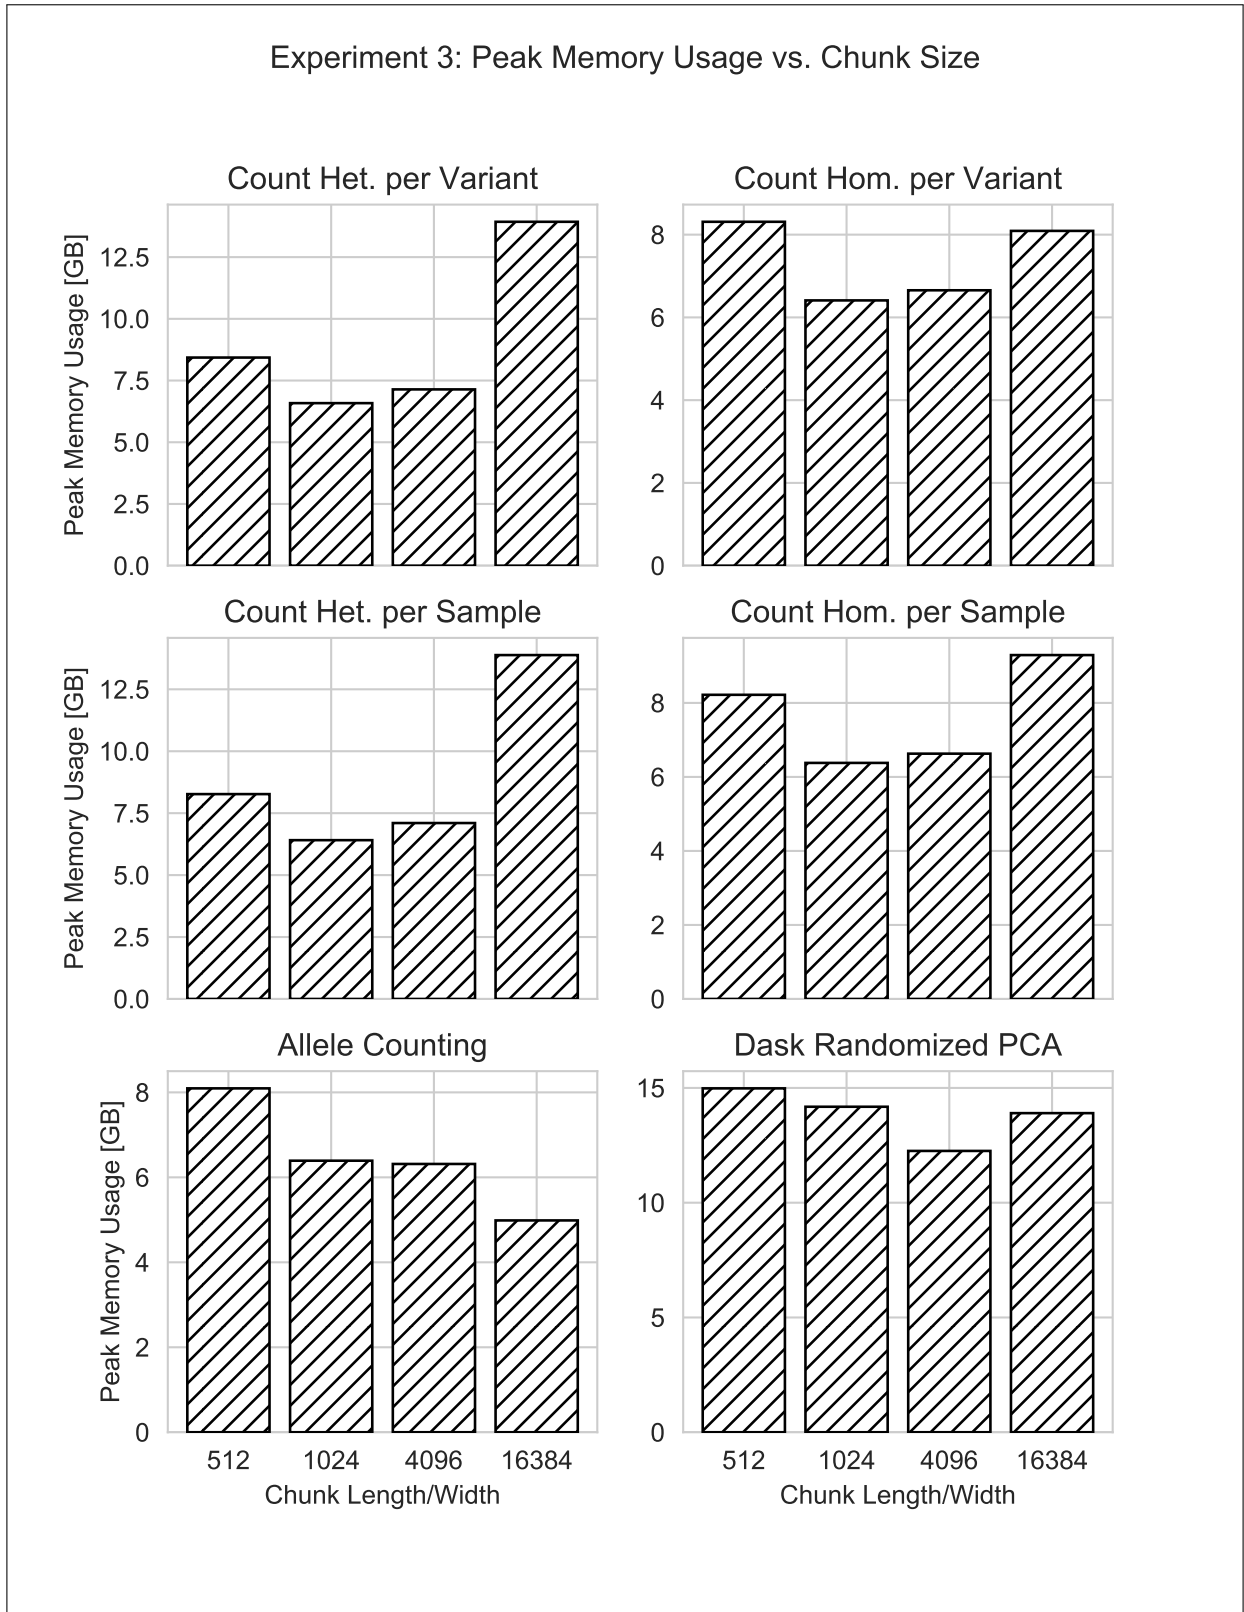 Experiment 3: Peak Memory Usage vs. Chunk Size
Count Het. per Variant
Peak Memory Usage [GB]
12.5
10.0
7.5
5.0
2.5
0.0
Count Hom. per Variant
8
6
4
2
0
Count Het. per Sample
Peak Memory Usage [GB]
12.5
10.0
7.5
5.0
2.5
0.0
Count Hom. per Sample
8
6
4
2
0
Allele Counting
Peak Memory Usage [GB]
8
6
4
2
0
512 1024 4096 16384
Chunk Length/Width
Dask Randomized PCA
15
10
5
0
512 1024 4096 16384
Chunk Length/Width